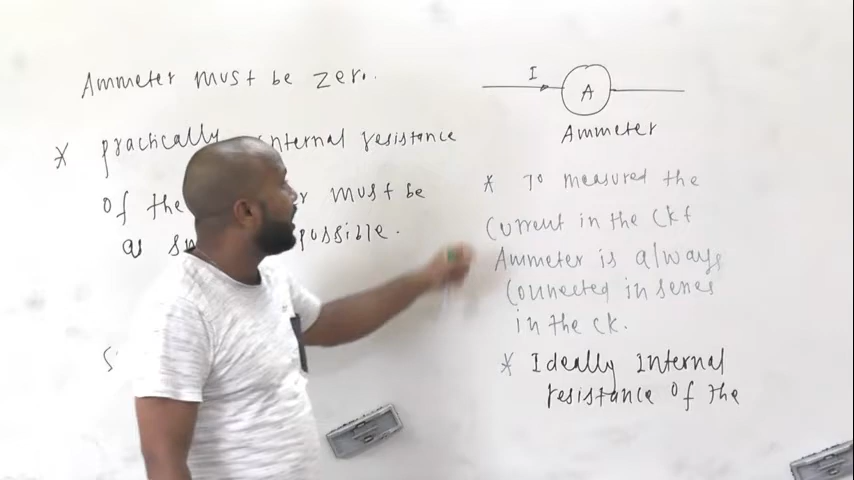 Ammeter must be zero.
* practically internal resistance
of the must be
as possible.
I
A
Ammeter
* To measured the
Current in the Ckt
Ammeter is always
Connected in series
in the ck.
* Ideally Internal
resistance of the